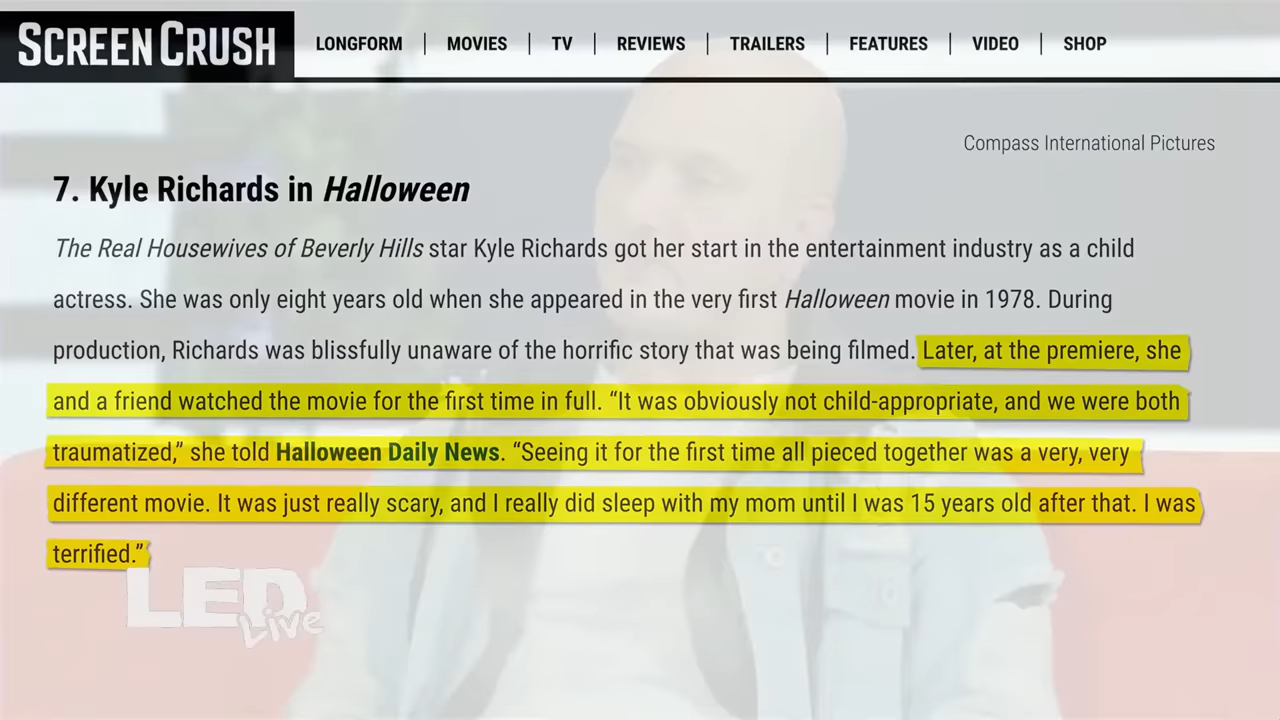 SCREENCRUSH
LONGFORM | MOVIES | TV | REVIEWS | TRAILERS | FEATURES | VIDEO | SHOP
Compass International Pictures
7. Kyle Richards in Halloween
The Real Housewives of Beverly Hills star Kyle Richards got her start in the entertainment industry as a child
actress. She was only eight years old when she appeared in the very first Halloween movie in 1978. During
production, Richards was blissfully unaware of the horrific story that was being filmed. Later, at the premiere, she
and a friend watched the movie for the first time in full. “It was obviously not child-appropriate, and we were both
traumatized,” she told Halloween Daily News. “Seeing it for the first time all pieced together was a very, very
different movie. It was just really scary, and I really did sleep with my mom until I was 15 years old after that. I was
terrified.”
LED
Live